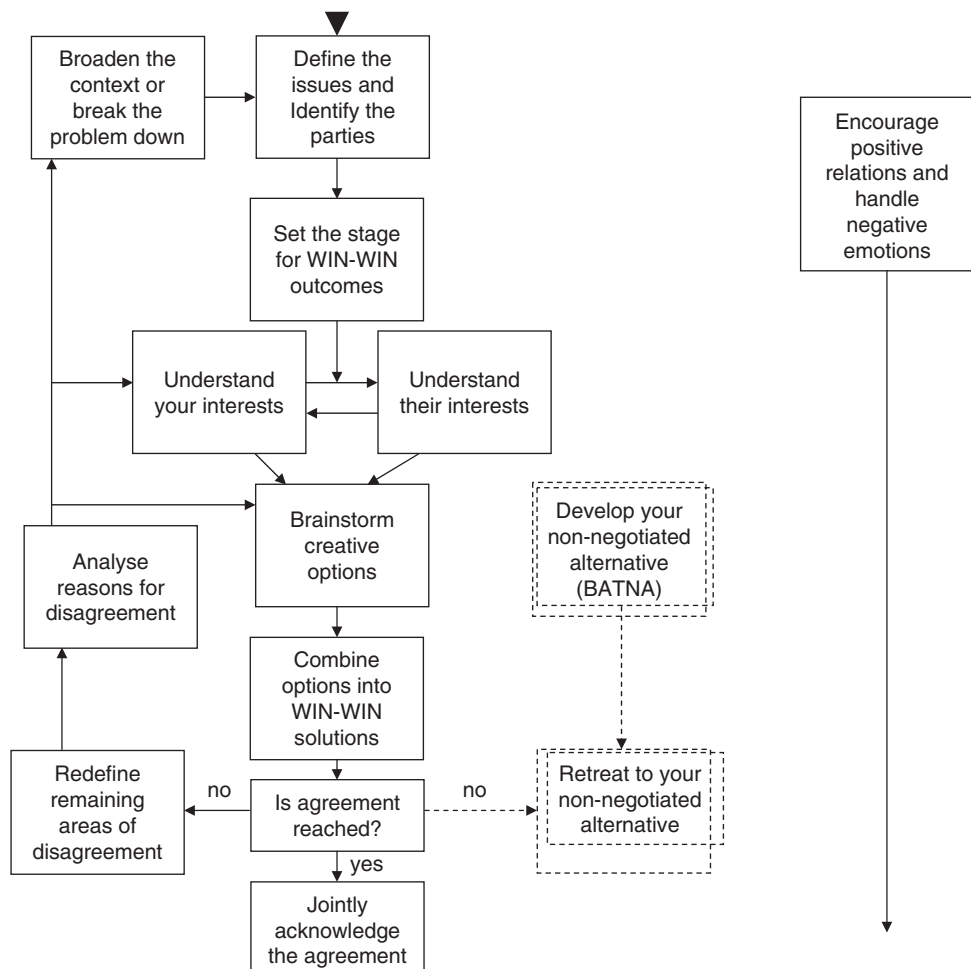 Broaden the
context or
break the
problem down
Define the
issues and
Identify the
parties
Encourage
positive
relations and
handle
negative
emotions
Set the stage
for WIN-WIN
outcomes
Understand
your interests
Understand
their interests
Brainstorm
creative
options
Develop your
non-negotiated
alternative
(BATNA)
Analyse
reasons for
disagreement
Combine
options into
WIN-WIN
solutions
Redefine
remaining
areas of
disagreement
no
Is agreement
reached?
no
Retreat to your
non-negotiated
alternative
yes
Jointly
acknowledge
the agreement